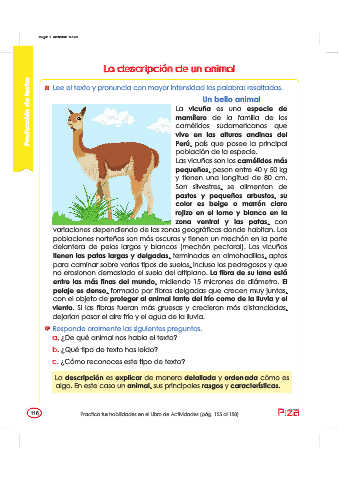 La descripción de un animal
Producción de texto
Lee el texto y pronuncia con mayor intensidad las palabras resaltadas.
Un bello animal
La vicuña es una especie de
mamífero de la familia de los
camélidos sudamericanos que
vive en las alturas andinas del
Perú, país que posee la principal
población de la especie.
Las vicuñas son los camélidos más
pequeños, pesan entre 40 y 50 kg
y tienen una longitud de 80 cm.
Son silvestres, se alimentan de
pastos y pequeños arbustos, su
color es beige o marrón claro
rojizo en el lomo y blanco en la
zona ventral y las patas, con
variaciones dependiendo de las zonas geográficas donde habitan. Las
poblaciones norteñas son más oscuras y tienen un mechón en la parte
delantera de pelos largos y blancos (mechón pectoral). Las vicuñas
tienen las patas largas y delgadas, terminadas en almohadillas, aptas
para caminar sobre varios tipos de suelos, incluso los pedregosos y que
no erosionan demasiado el suelo del altiplano. La fibra de su lana está
entre las más finas del mundo, midiendo 15 micrones de diámetro. El
pelaje es denso, formado por fibras delgadas que crecen muy juntas,
con el objeto de proteger al animal tanto del frío como de la lluvia y el
viento. Si las fibras fueran más gruesas y crecieran más distanciadas,
dejarían pasar el aire frío y el agua de la lluvia.
Responde oralmente las siguientes preguntas.
a. ¿De qué animal nos habla el texto?
b. ¿Qué tipo de texto has leído?
c. ¿Cómo reconoces este tipo de texto?
La descripción es explicar de manera detallada y ordenada cómo es
algo. En este caso un animal, sus principales rasgos y características.
116
Practica tus habilidades en el Libro de Actividades (pág. 155 al 156)